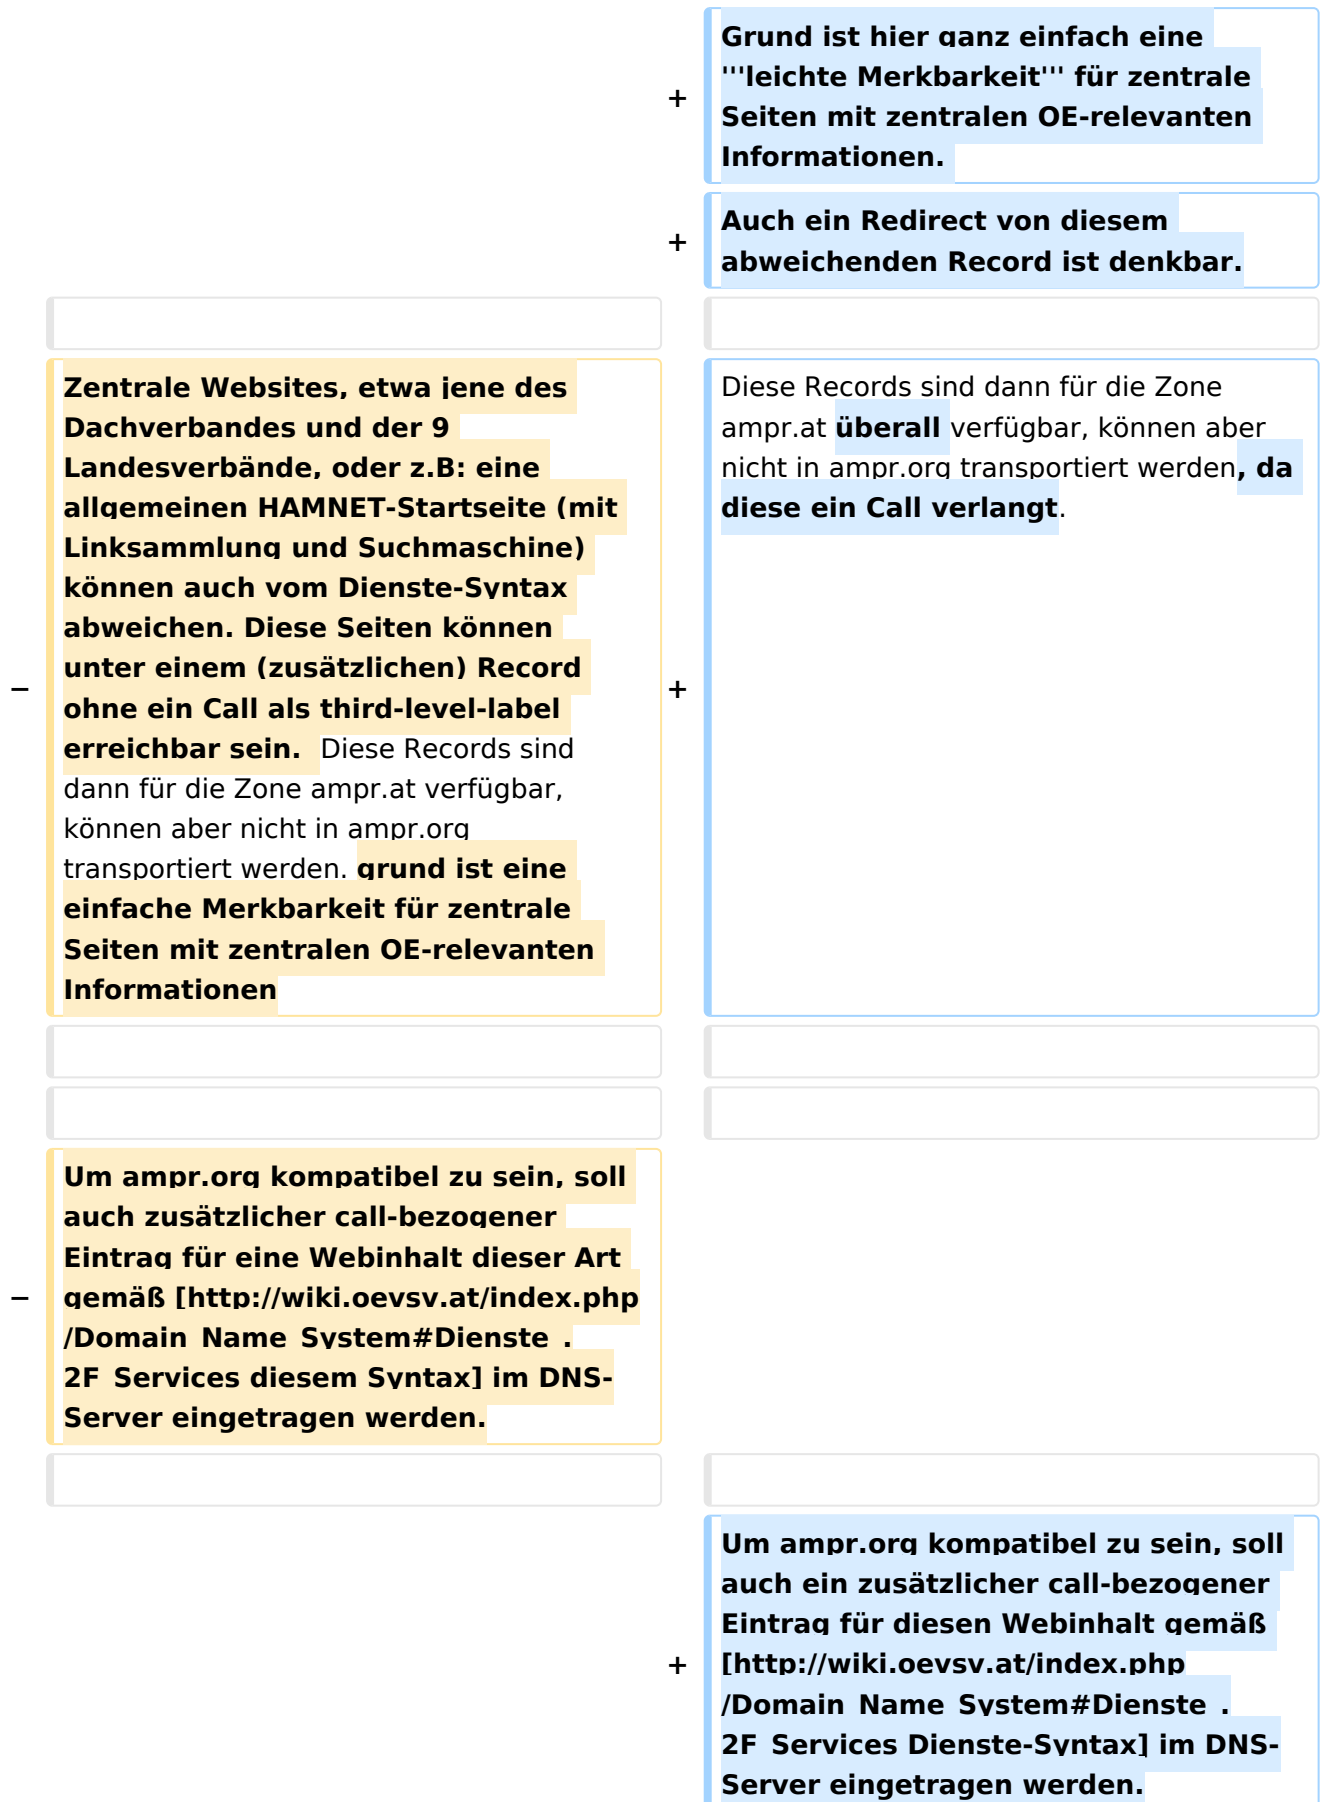 Grund ist hier ganz einfach eine
'''leichte Merkbarkeit''' für zentrale
+
Seiten mit zentralen OE-relevanten
Informationen.
Auch ein Redirect von diesem
+
abweichenden Record ist denkbar.
Zentrale Websites, etwa jene des
Dachverbandes und der 9
Landesverbände, oder z.B: eine
allgemeinen HAMNET-Startseite (mit
Linksammlung und Suchmaschine)
können auch vom Dienste-Syntax
abweichen. Diese Seiten können
unter einem (zusätzlichen) Record
−
ohne ein Call als third-level-label
erreichbar sein. Diese Records sind
dann für die Zone ampr.at verfügbar,
können aber nicht in ampr.org
transportiert werden. grund ist eine
einfache Merkbarkeit für zentrale
Seiten mit zentralen OE-relevanten
Informationen
+
Diese Records sind dann für die Zone
ampr.at überall verfügbar, können aber
nicht in ampr.org transportiert werden, da
diese ein Call verlangt.
Um ampr.org kompatibel zu sein, soll
auch zusätzlicher call-bezogener
Eintrag für eine Webinhalt dieser Art
−
gemäß [http://wiki.oevsv.at/index.php
/Domain_Name_System#Dienste_.
2F_Services diesem Syntax] im DNS-
Server eingetragen werden.
Um ampr.org kompatibel zu sein, soll
auch ein zusätzlicher call-bezogener
Eintrag für diesen Webinhalt gemäß
+
[http://wiki.oevsv.at/index.php
/Domain_Name_System#Dienste_.
2F_Services Dienste-Syntax] im DNS-
Server eingetragen werden.